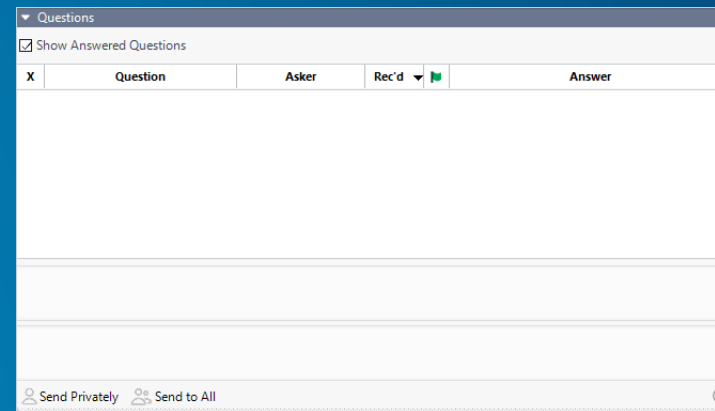 Questions
Show Answered Questions
X Question Asker Rec'd Answer
Send Privately Send to All